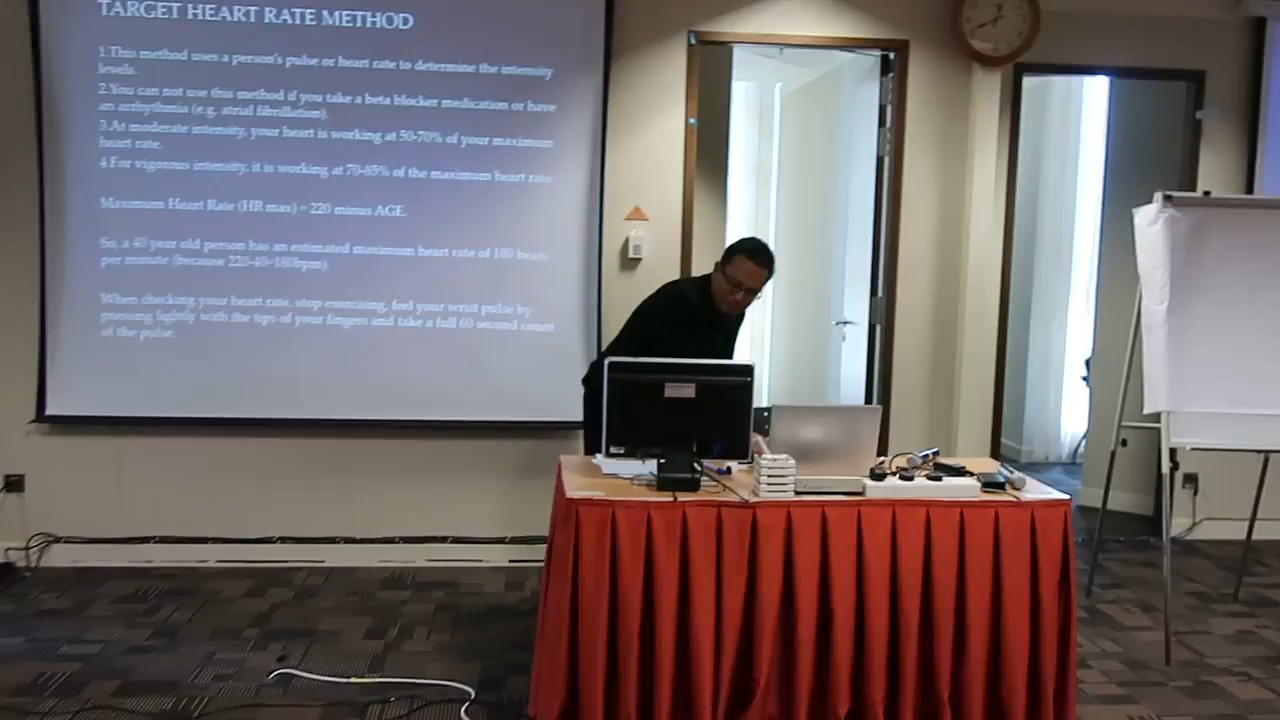 TARGET HEART RATE METHOD
1.This method uses a person's pulse or heart rate to determine the intensity
levels.
2.You can not use this method if you take a beta blocker medication or have
an arrhythmia (e.g. atrial fibrillation).
3.At moderate intensity, your heart is working at 50-70% of your maximum
heart rate.
4.For vigorous intensity, it is working at 70-85% of the maximum heart rate
Maximum Heart Rate (HR max) = 220 minus AGE.
So, a 40 year old person has an estimated maximum heart rate of 180 beats
per minute (because 220-40=180bpm).
When checking your heart rate, stop exercising, feel your wrist pulse by
pressing lightly with the tips of your fingers and take a full 60 second count
of the pulse.